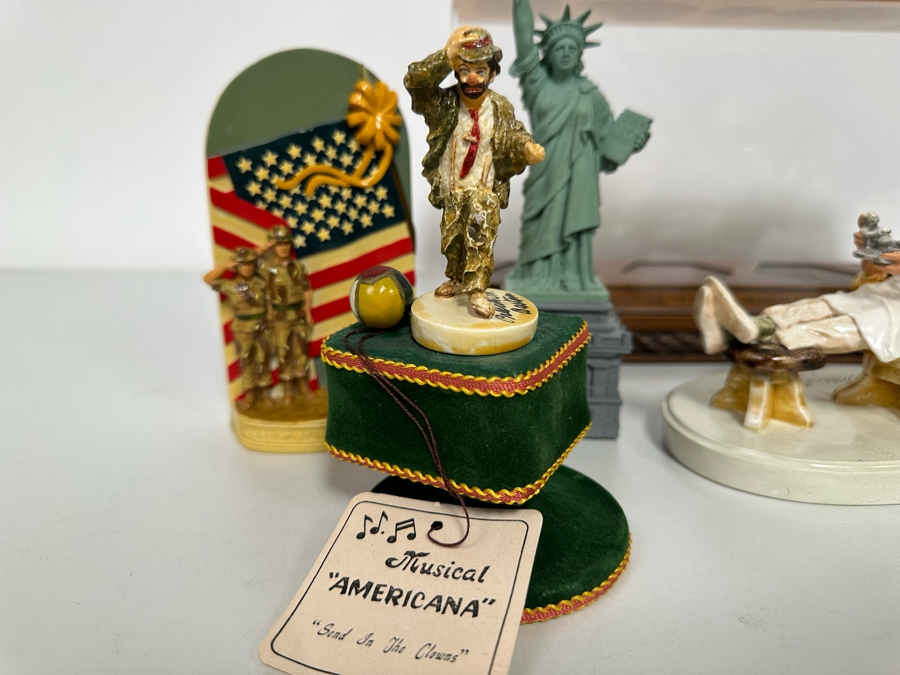 Musical
"AMERICANA"
"Send In The Clowns"